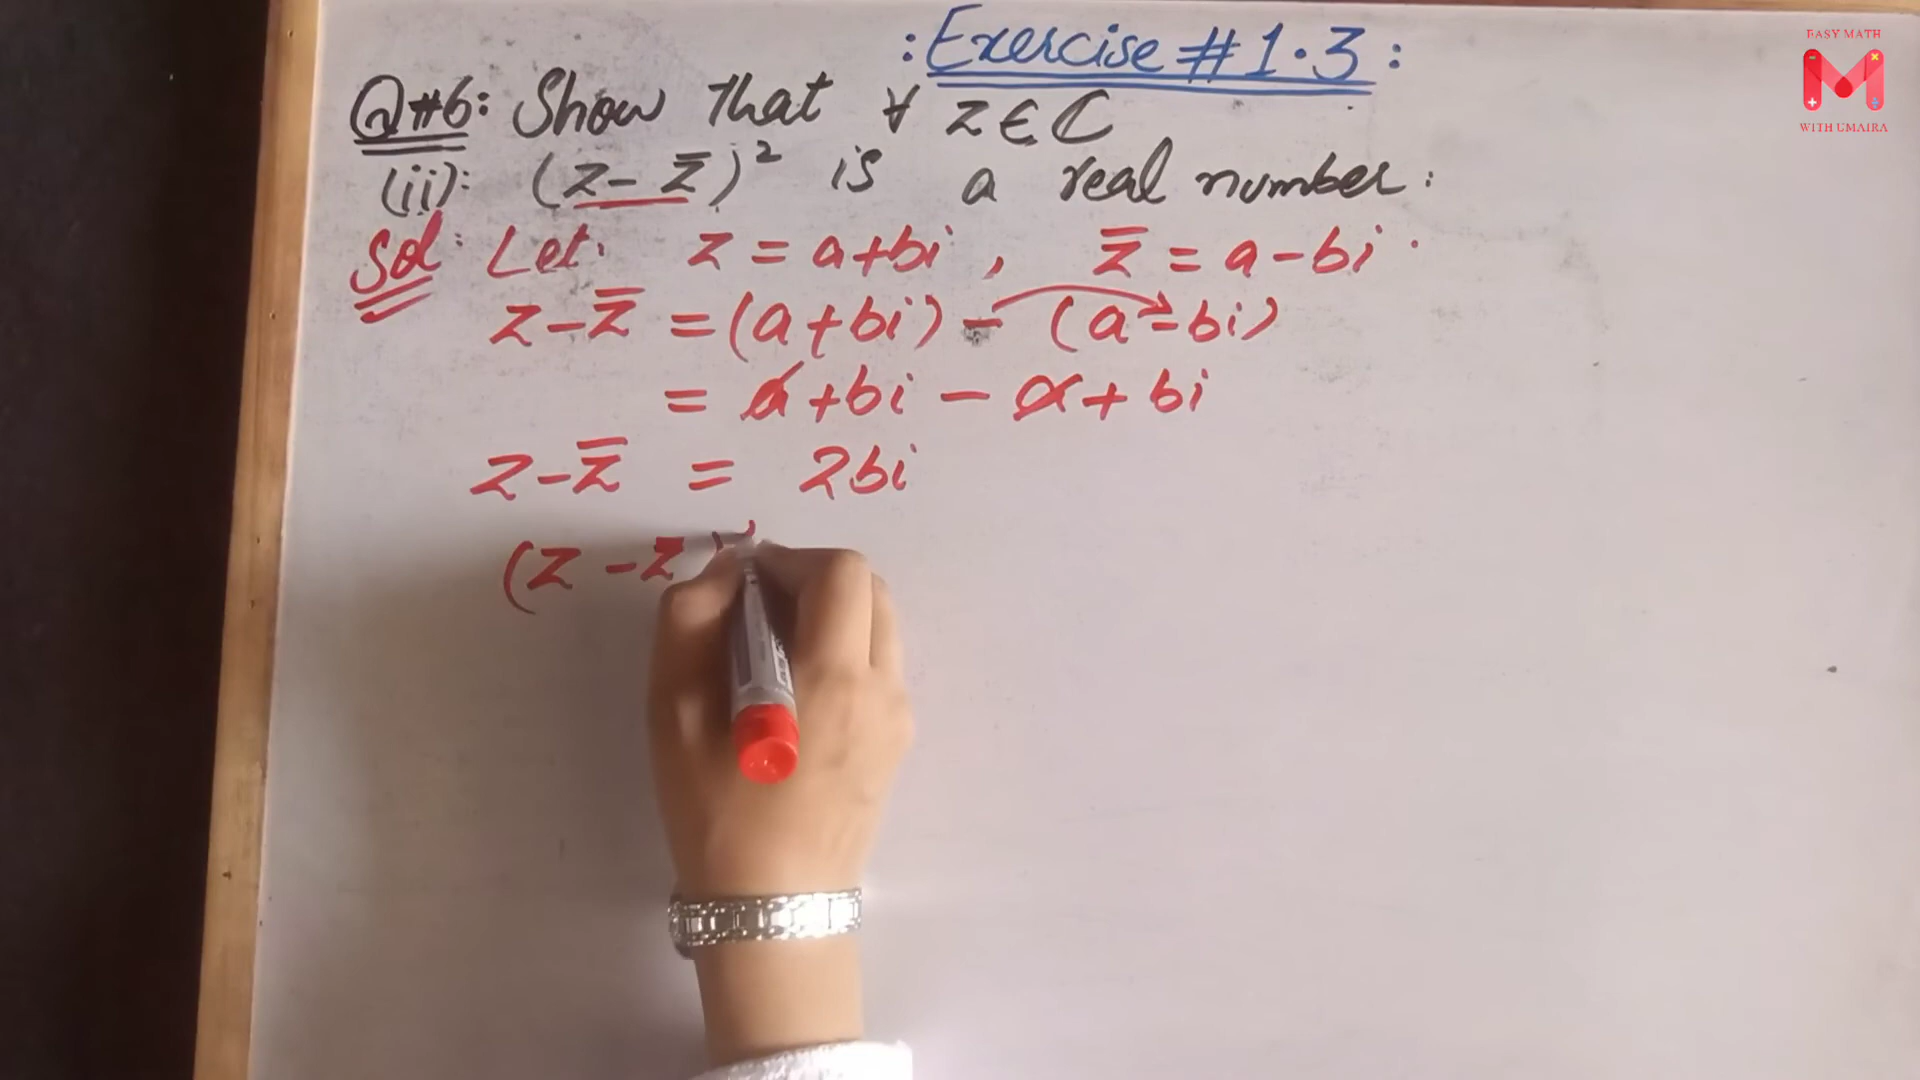 : Exercise # 1.3 :
EASY MATH
WITH UMAIRA
Q#6: Show that ∀ z ∈ ℂ
(ii): (z - z̅)² is a real number:
Sol: Let: z = a+bi , z̅ = a-bi
z - z̅ = (a+bi) - (a-bi)
= a+bi - a+bi
z - z̅ = 2bi
(z - z̅)